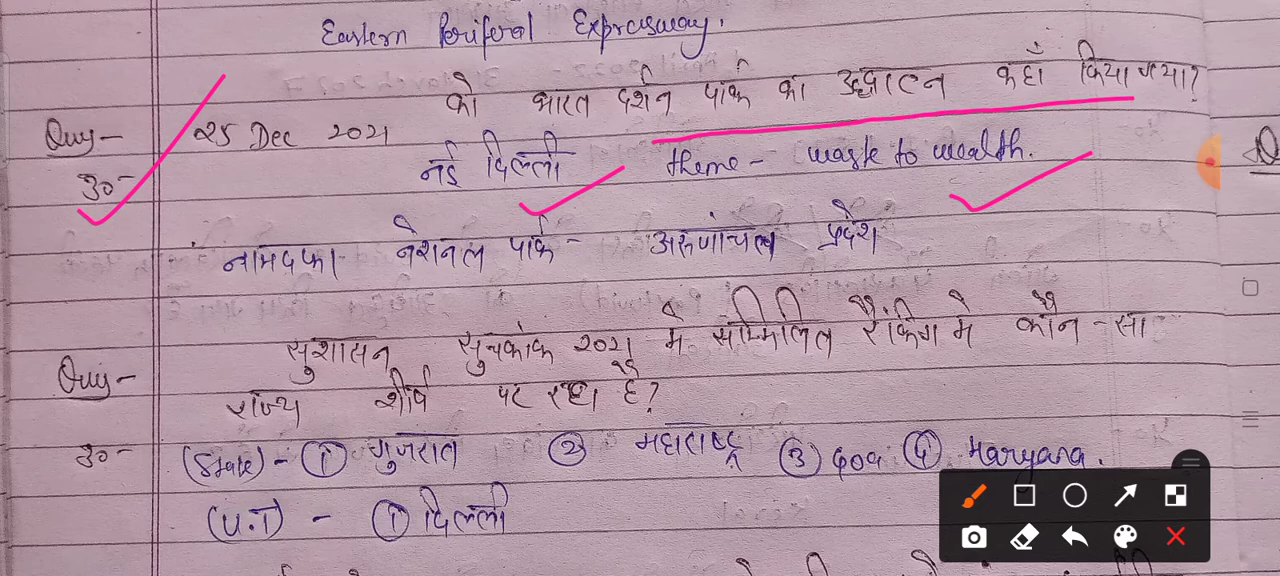 Eastern Periferal Expressway.
Quis- 25 Dec 2021 को भारत दर्शन पार्क का उद्घाटन कहाँ किया गया?
उ०- नई दिल्ली theme - waste to wealth.
नामदफा- नेशनल पार्क - अरुणांचल प्रदेश
Quis- सुशासन सुचकांक 2021 में सम्मिलित रैंकिंग मे कौन-सा
राज्य शीर्ष पर रहा है?
उ०- (State) - ① गुजरात ② महाराष्ट्र ③ goa ④ Haryana.
(U.T) - ① दिल्ली